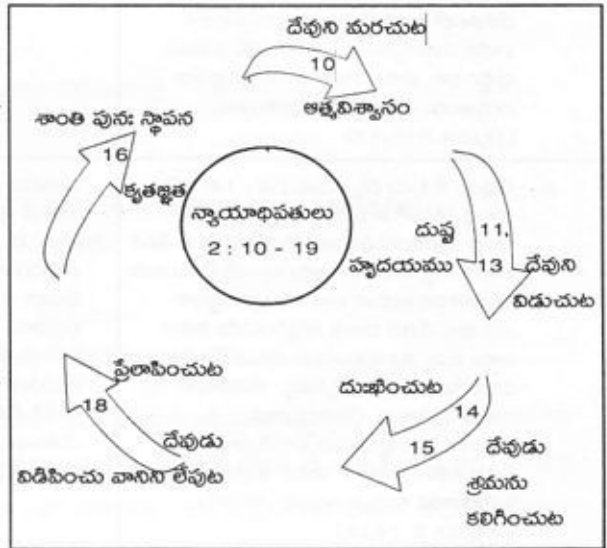 దేవుని మరచుట
10
ఆత్మవిశ్వాసం
శాంతి పునః స్థాపన
16
కృతజ్ఞత
న్యాయాధిపతులు
2 : 10 - 19
దుష్ట
హృదయము
11,
13
దేవుని
విడుచుట
ప్రేలాపించుట
18
దేవుడు
విడిపించు వానిని లేపుట
దుఃఖించుట
14
15
దేవుడు
శ్రమను
కలిగించుట